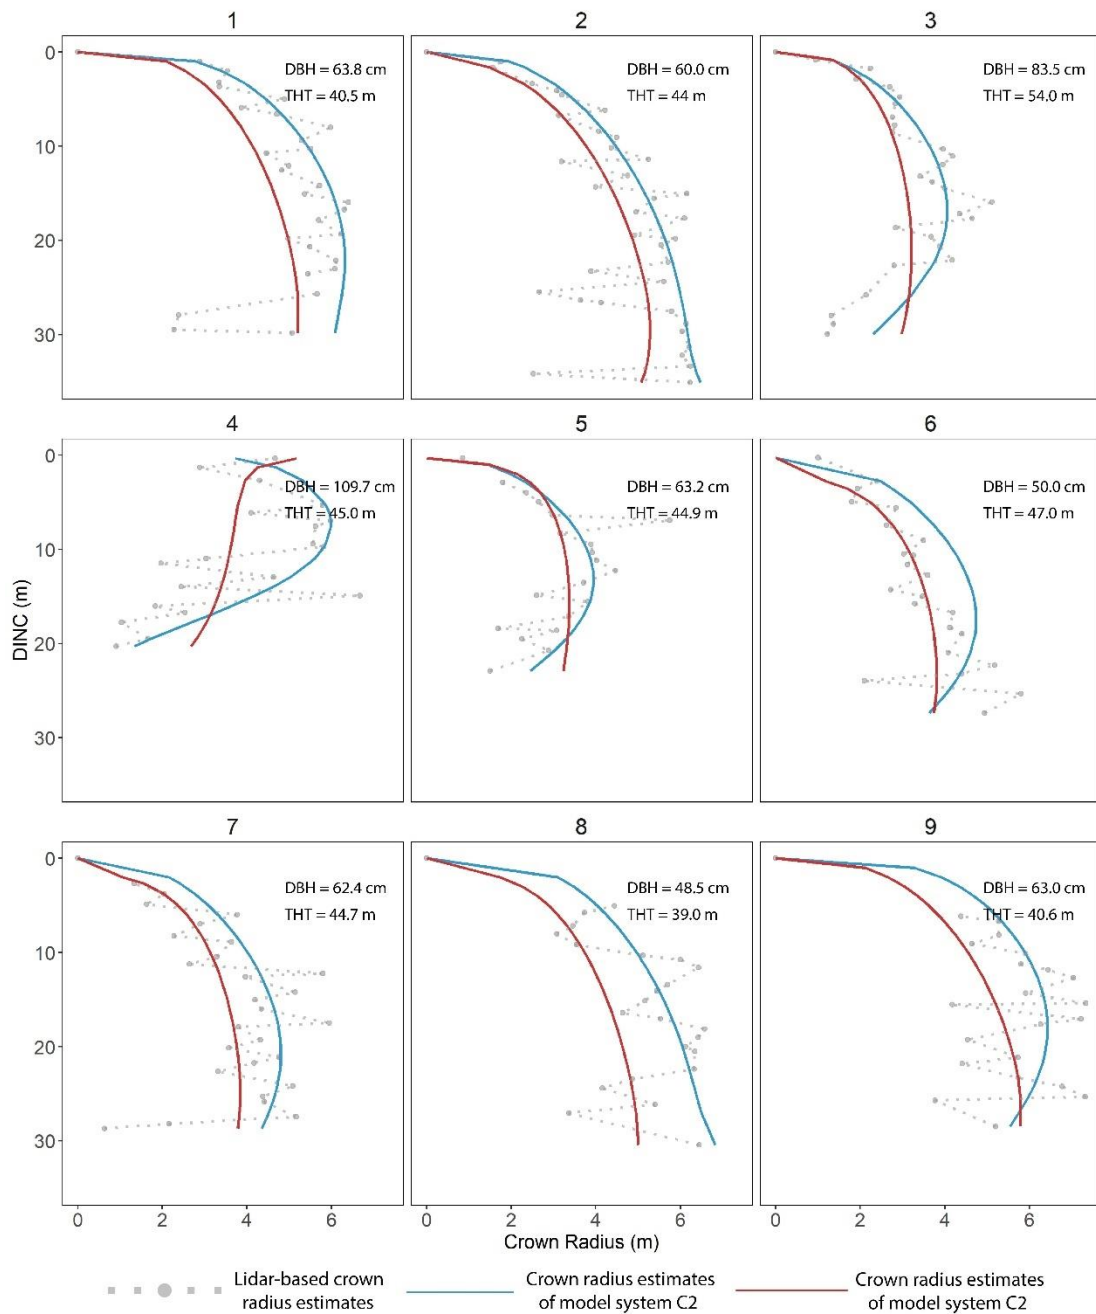 1
2
3
0
10
20
30
DBH = 63.8 cm
THT = 40.5 m
DBH = 60.0 cm
THT = 44 m
DBH = 83.5 cm
THT = 54.0 m
4
5
6
DINC (m)
0
10
20
30
DBH = 109.7 cm
THT = 45.0 m
DBH = 63.2 cm
THT = 44.9 m
DBH = 50.0 cm
THT = 47.0 m
7
8
9
0
10
20
30
DBH = 62.4 cm
THT = 44.7 m
DBH = 48.5 cm
THT = 39.0 m
DBH = 63.0 cm
THT = 40.6 m
0 2 4 6
0 2 4 6
0 2 4 6
Crown Radius (m)
Lidar-based crown
radius estimates
Crown radius estimates
of model system C2
Crown radius estimates
of model system C2